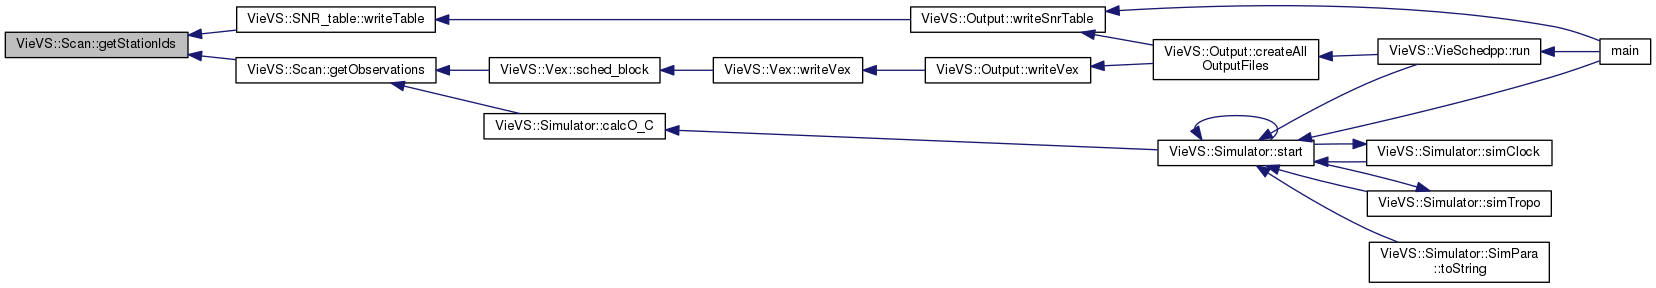 VieVS::Scan::getStationIds
VieVS::SNR_table::writeTable
VieVS::Scan::getObservations
VieVS::Vex::sched_block
VieVS::Simulator::calcO_C
VieVS::Vex::writeVex
VieVS::Output::writeSnrTable
VieVS::Output::writeVex
VieVS::Output::createAll
OutputFiles
VieVS::Simulator::start
VieVS::VieSchedpp::run
main
VieVS::Simulator::simClock
VieVS::Simulator::simTropo
VieVS::Simulator::SimPara
::toString